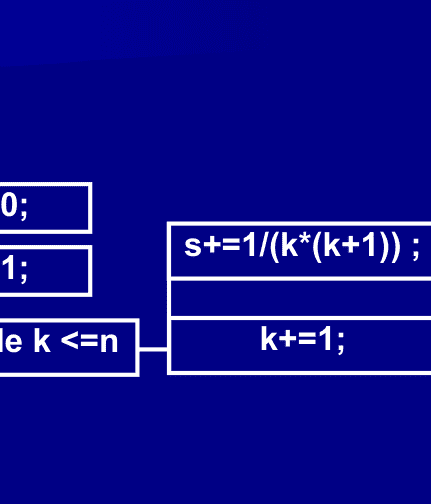 0;
1;
le k <=n
s+=1/(k*(k+1)) ;
k+=1;